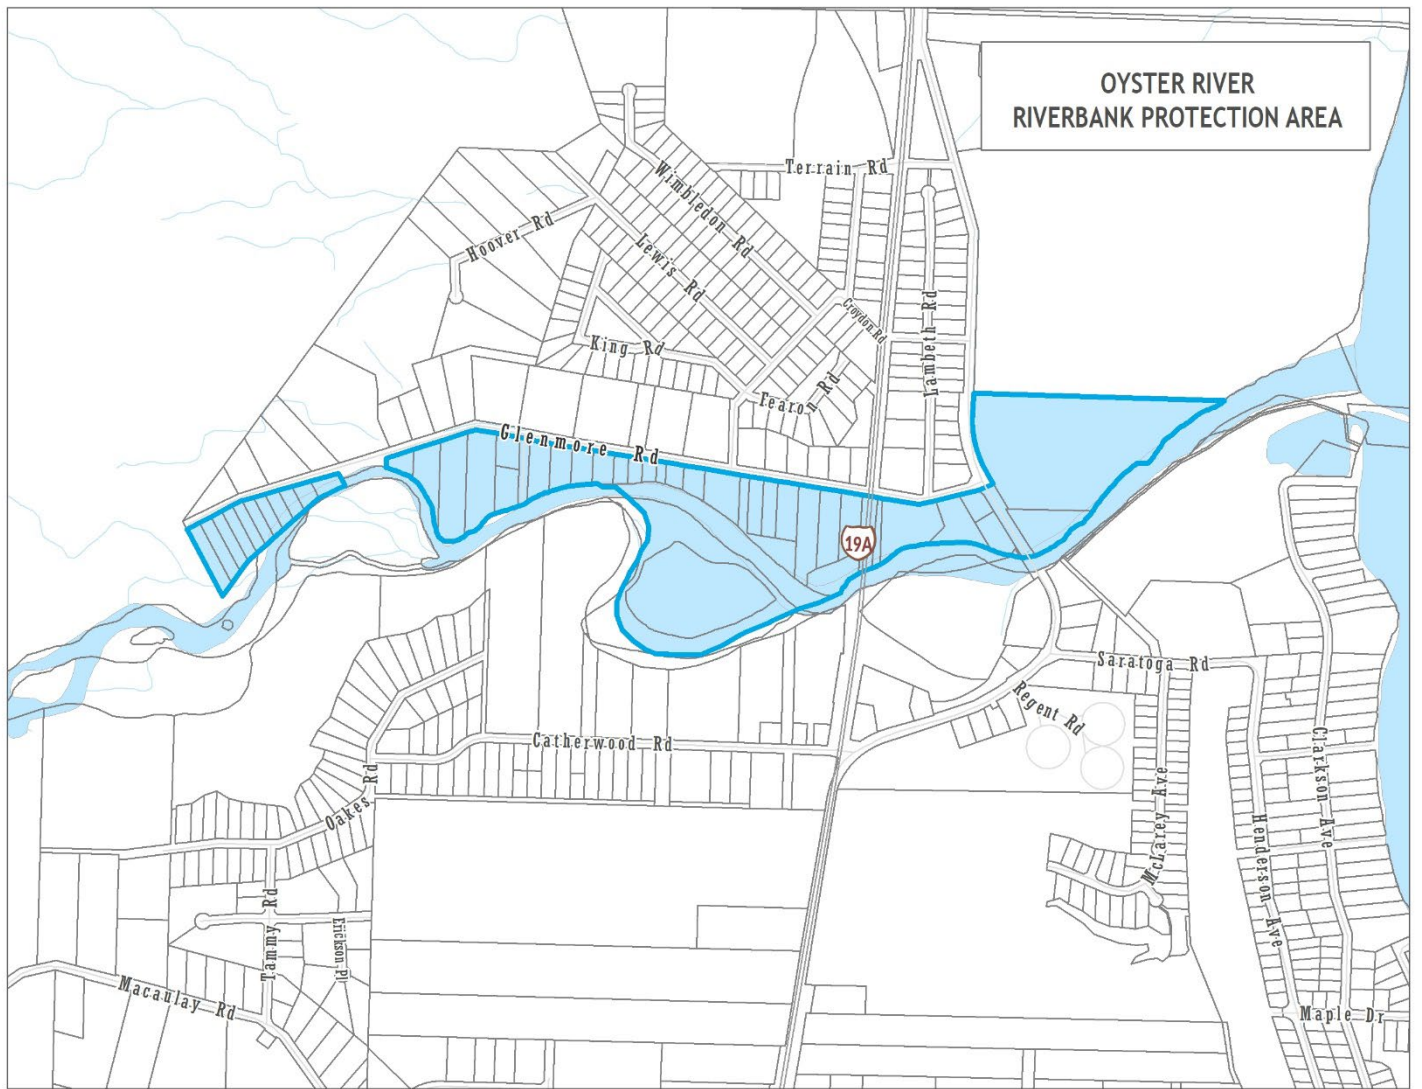 OYSTER RIVER
RIVERBANK PROTECTION AREA
Terrain Rd
Wimbledon Rd
Hoover Rd
Lewis Rd
Croydon Rd
Lambeth Rd
King Rd
Fearon Rd
Glenmore Rd
19A
Saratoga Rd
Regent Rd
Catherwood Rd
Clarkson Ave
Oakes Rd
McLarey Ave
Henderson Ave
Tammy Rd
Erickson Pl
Macaulay Rd
Maple Dr